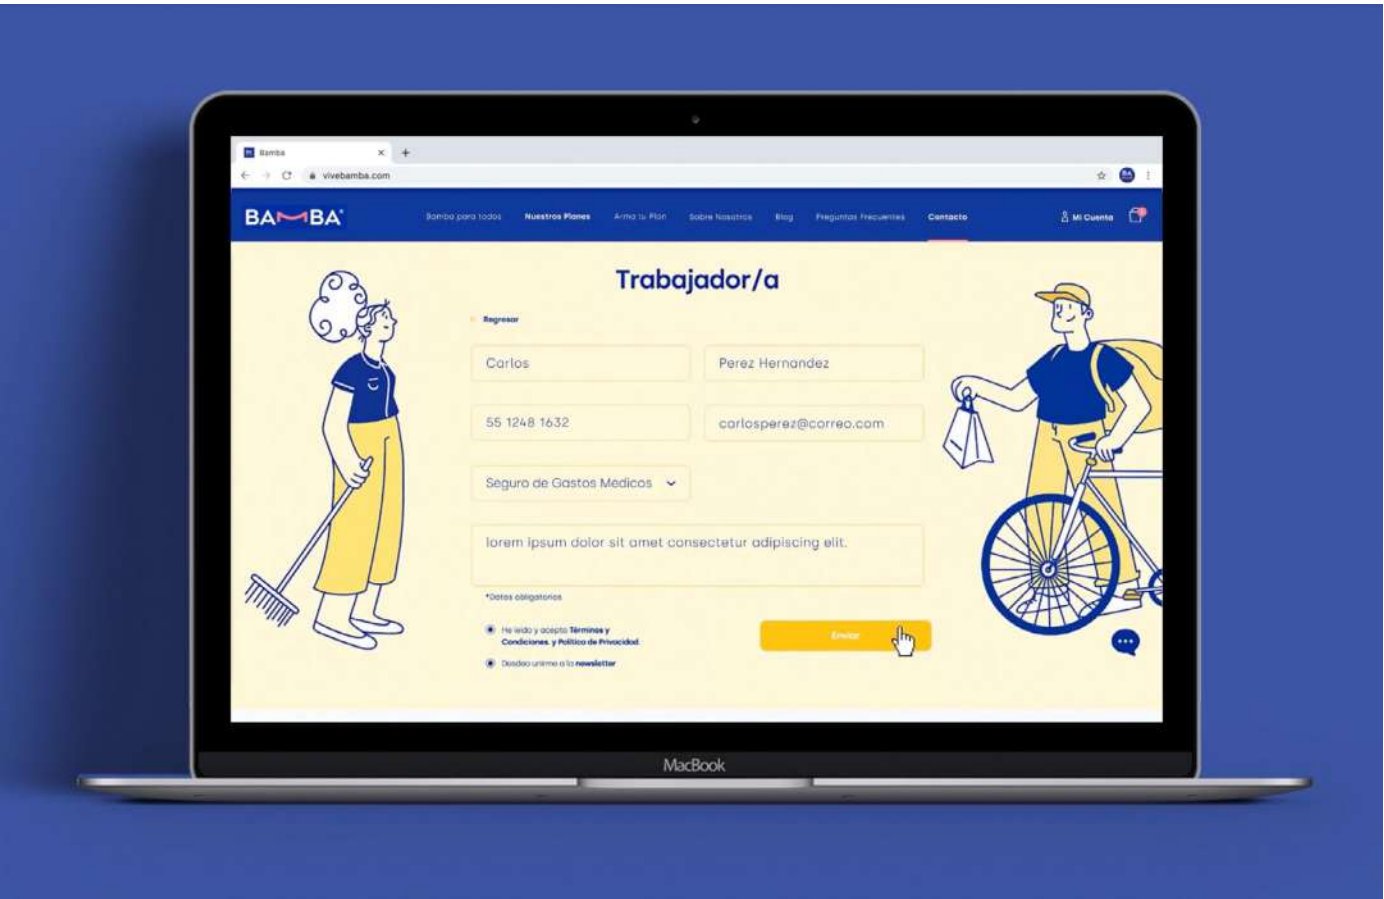 Bamba
vivebamba.com
BAMBA
Bamba para todos Nuestros Planes Arma tu Plan Sobre Nosotros Blog Preguntas Frecuentes Contacto Mi Cuenta
Trabajador/a
Regresar
Carlos Perez Hernandez
55 1248 1632 carlosperez@correo.com
Seguro de Gastos Medicos
lorem ipsum dolor sit amet consectetur adipiscing elit.
*Datos obligatorios
He leído y acepto Términos y
Condiciones. y Política de Privacidad.
Enviar
Deseo unirme a la newsletter
MacBook